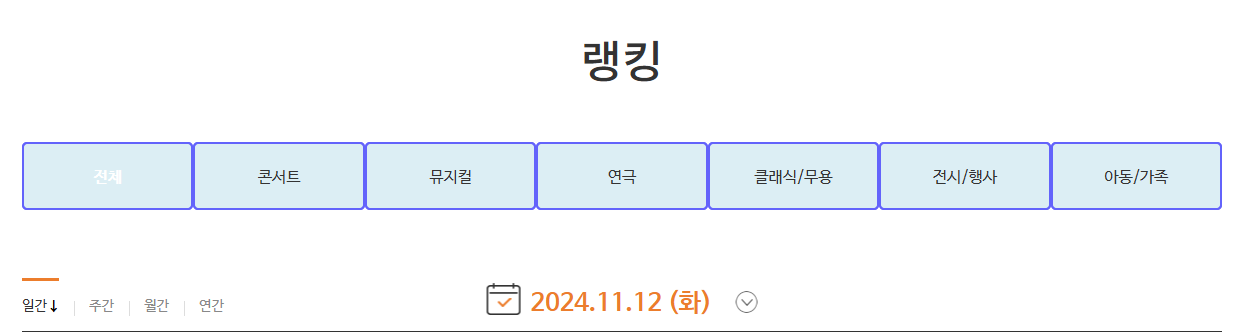 랭킹
전체 콘서트 뮤지컬 연극 클래식/무용 전시/행사 아동/가족
일간↓ 주간 월간 연간 2024.11.12 (화)